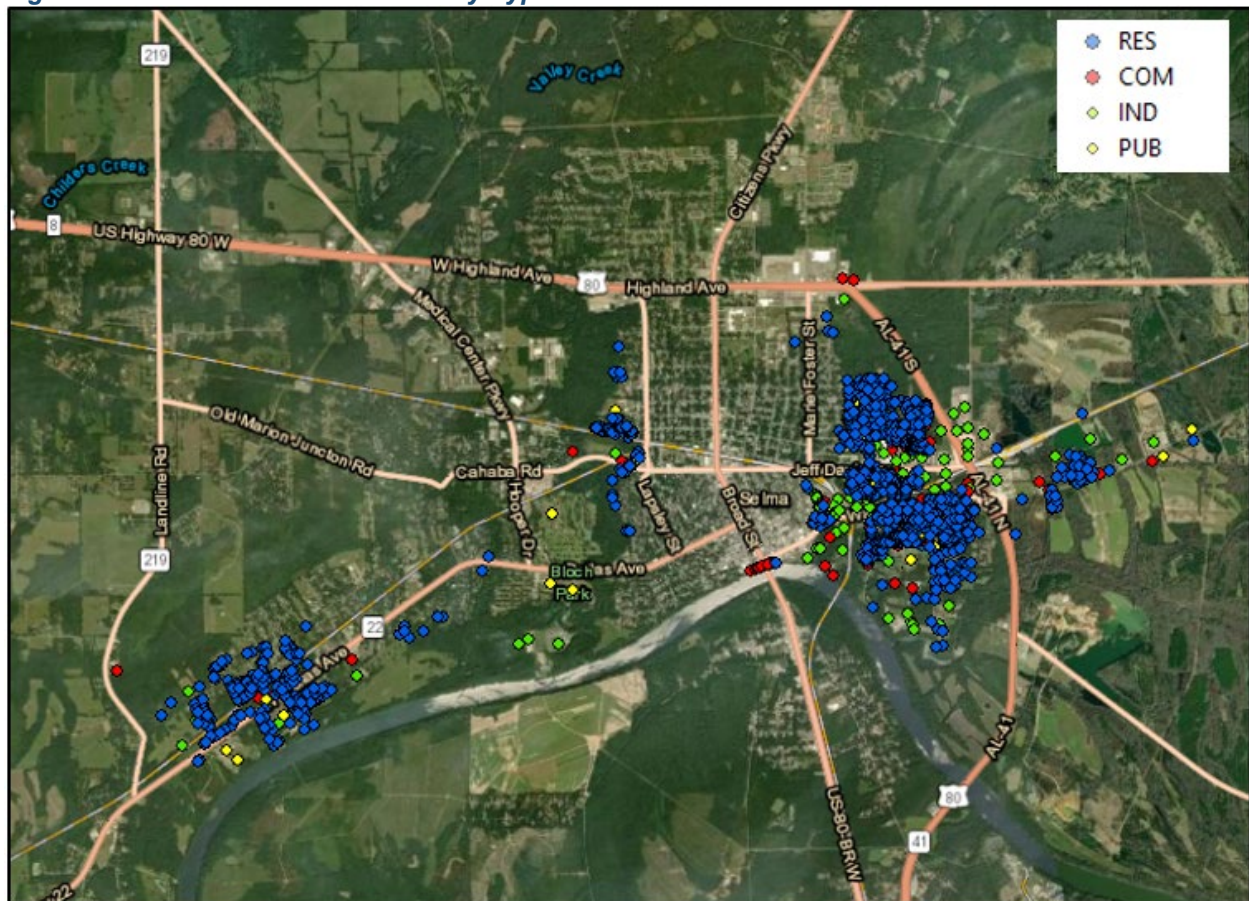 RES
COM
IND
PUB
219
Valley Creek
Childers Creek
Citizens Pkwy
8
US Highway 80 W
W Highland Ave
80
Highland Ave
AL-41 S
Medical Center Pkwy
Marie Foster St
Old Marion Junction Rd
Landline Rd
Cahaba Rd
Hooper Dr
Lapsley St
Broad St
Selma
AL-41 N
219
Bloch
Park
22
AL-41
US-80-BR W
80
41